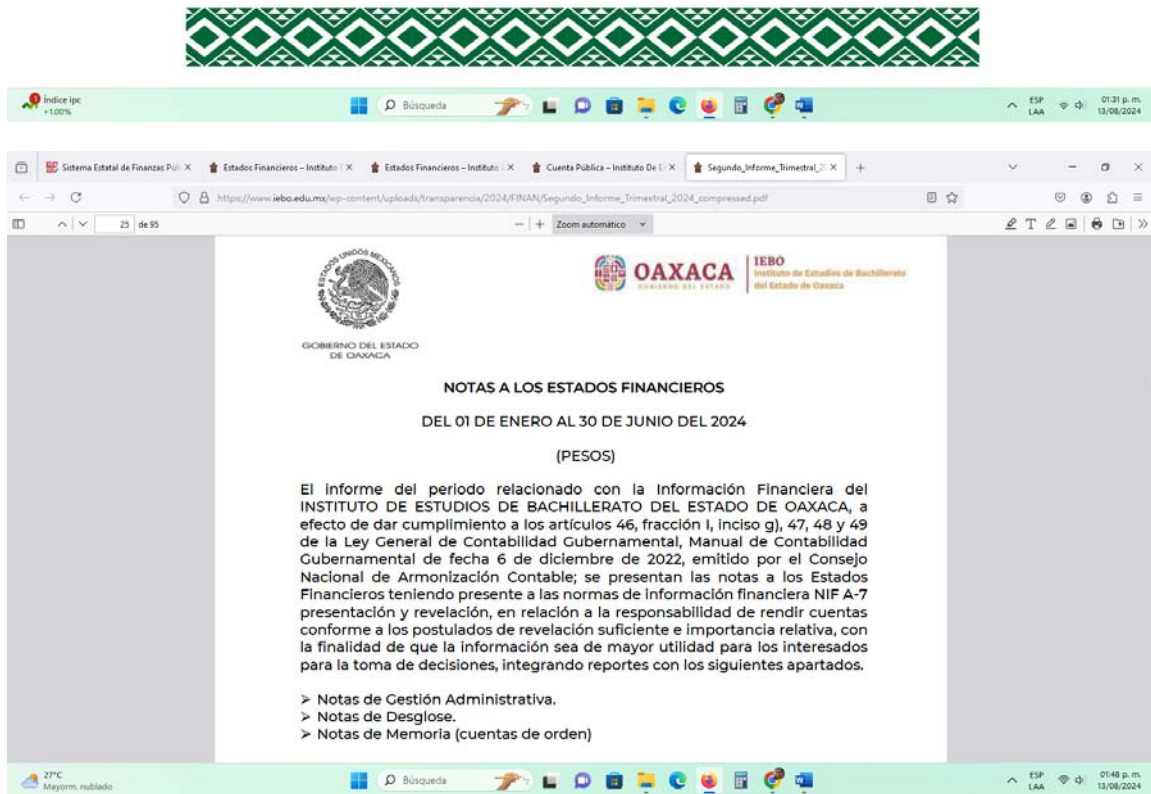 Índice ipc
+1.00%
Búsqueda
ESP
LAA
01:31 p. m.
13/08/2024
Sistema Estatal de Finanzas Púb
Estados Financieros – Instituto
Estados Financieros – Instituto
Cuenta Pública – Instituto De E
Segundo_Informe_Trimestral_2
https://www.iebo.edu.mx/wp-content/uploads/transparencia/2024/FINAN/Segundo_Informe_Trimestral_2024_compressed.pdf
25 de 95
Zoom automático
ESTADOS UNIDOS MEXICANOS
GOBIERNO DEL ESTADO
DE OAXACA
OAXACA
GOBIERNO DEL ESTADO
IEBO
Instituto de Estudios de Bachillerato
del Estado de Oaxaca
NOTAS A LOS ESTADOS FINANCIEROS
DEL 01 DE ENERO AL 30 DE JUNIO DEL 2024
(PESOS)
El informe del periodo relacionado con la Información Financiera del
INSTITUTO DE ESTUDIOS DE BACHILLERATO DEL ESTADO DE OAXACA, a
efecto de dar cumplimiento a los artículos 46, fracción I, inciso g), 47, 48 y 49
de la Ley General de Contabilidad Gubernamental, Manual de Contabilidad
Gubernamental de fecha 6 de diciembre de 2022, emitido por el Consejo
Nacional de Armonización Contable; se presentan las notas a los Estados
Financieros teniendo presente a las normas de información financiera NIF A-7
presentación y revelación, en relación a la responsabilidad de rendir cuentas
conforme a los postulados de revelación suficiente e importancia relativa, con
la finalidad de que la información sea de mayor utilidad para los interesados
para la toma de decisiones, integrando reportes con los siguientes apartados.
➢ Notas de Gestión Administrativa.
➢ Notas de Desglose.
➢ Notas de Memoria (cuentas de orden)
27°C
Mayorm. nublado
Búsqueda
ESP
LAA
01:48 p. m.
13/08/2024